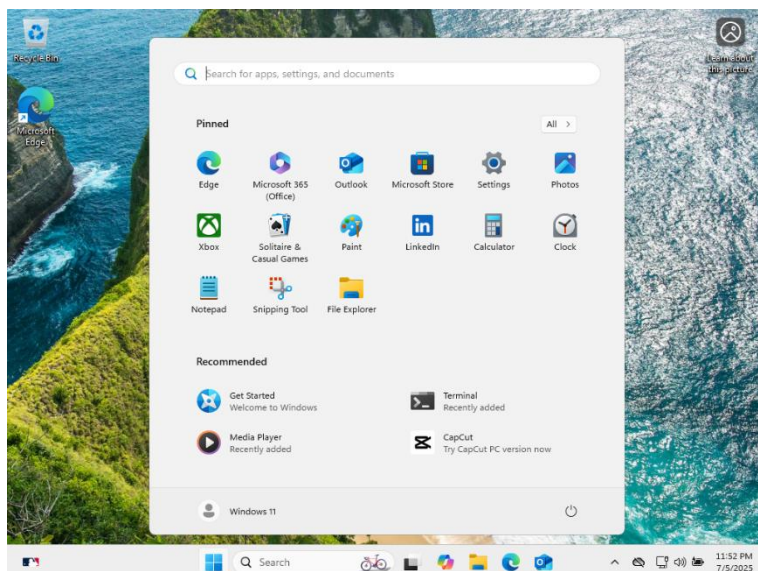 Recycle Bin
Learn about
this picture
Microsoft
Edge
Search for apps, settings, and documents
Pinned
All >
Edge
Microsoft 365
(Office)
Outlook
Microsoft Store
Settings
Photos
Xbox
Solitaire &
Casual Games
Paint
LinkedIn
Calculator
Clock
Notepad
Snipping Tool
File Explorer
Recommended
Get Started
Welcome to Windows
Terminal
Recently added
Media Player
Recently added
CapCut
Try CapCut PC version now
Windows 11
Search
11:52 PM
7/5/2025